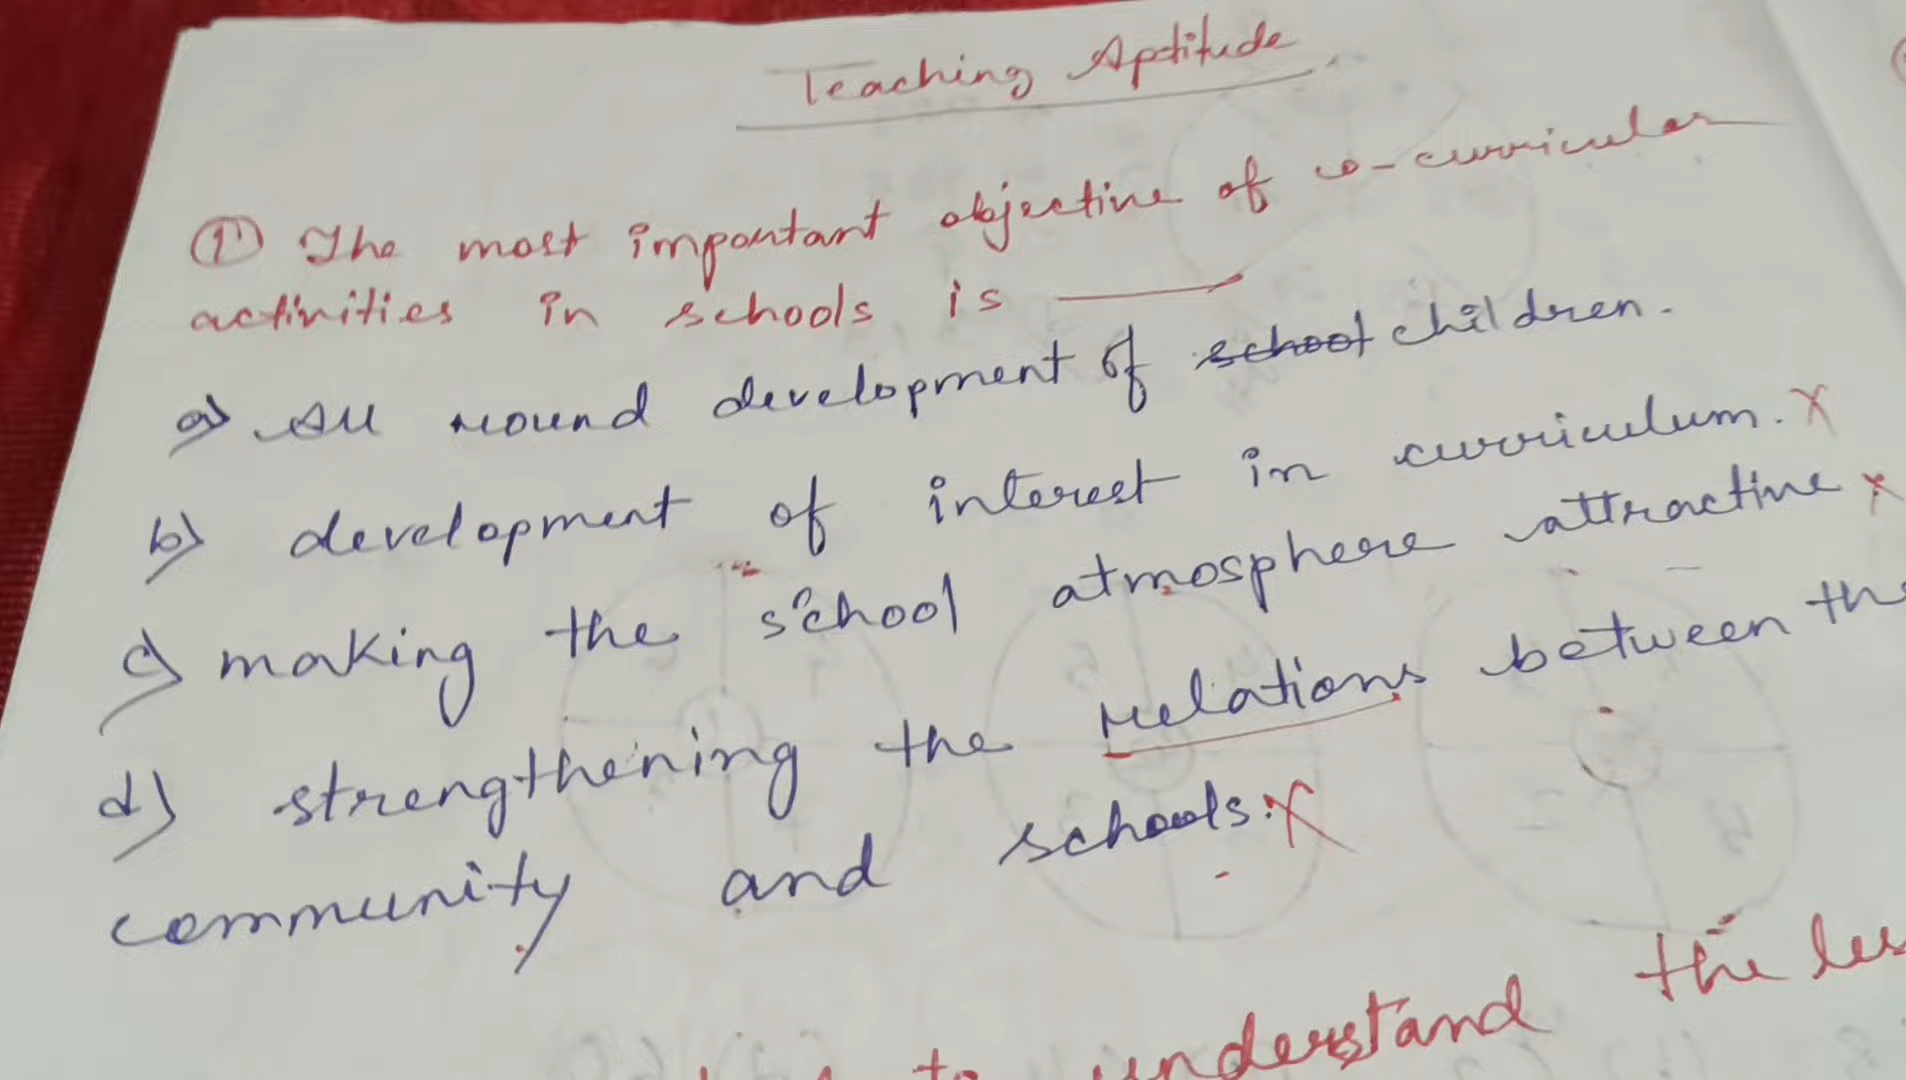 Teaching Aptitude
① The most important objective of co-curricular
activities in schools is ———
a) All round development of school children.
b) development of interest in curriculum. X
c) making the school atmosphere attractive X
d) strengthening the relations between the
community and schools. X
to understand the les